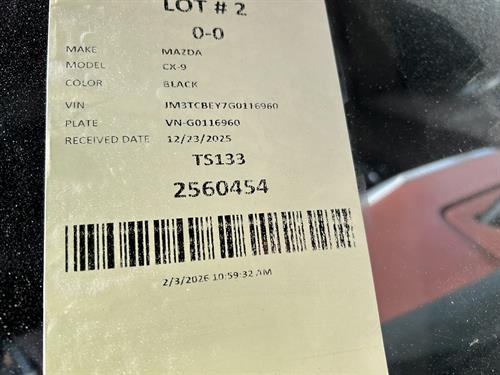 LOT # 2
0-0
MAKE MAZDA
MODEL CX-9
COLOR BLACK
VIN JM3TCBEY7G0116960
PLATE VN-G0116960
RECEIVED DATE 12/23/2025
TS133
2560454
2/3/2026 10:59:32 AM